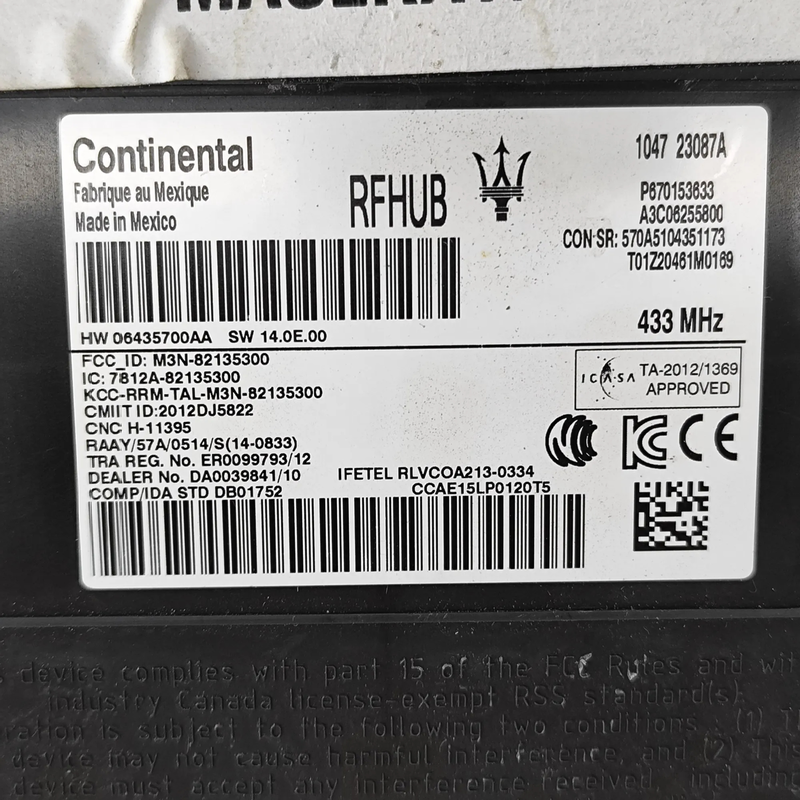 Continental
Fabrique au Mexique
Made in Mexico
RFHUB
1047 23087A
P670153633
A3C06255800
CON SR: 570A5104351173
T01Z20461M0169
HW 06435700AA SW 14.0E.00
433 MHz
FCC_ID: M3N-82135300
IC: 7812A-82135300
KCC-RRM-TAL-M3N-82135300
CMIIT ID:2012DJ5822
CNC H-11395
RAAY/57A/0514/S(14-0833)
TRA REG. No. ER0099793/12
DEALER No. DA0039841/10
COMP/IDA STD DB01752
IFETEL RLVCOA213-0334
CCAE15LP0120T5
ICASA TA-2012/1369
APPROVED
CCC KC CE
device complies with part 15 of the FCC Rules and
Industry Canada license-exempt RSS standard(s).
is subject to the following two conditions : (1)
device may not cause harmful interference, and (2) This
device must accept any interference received, including